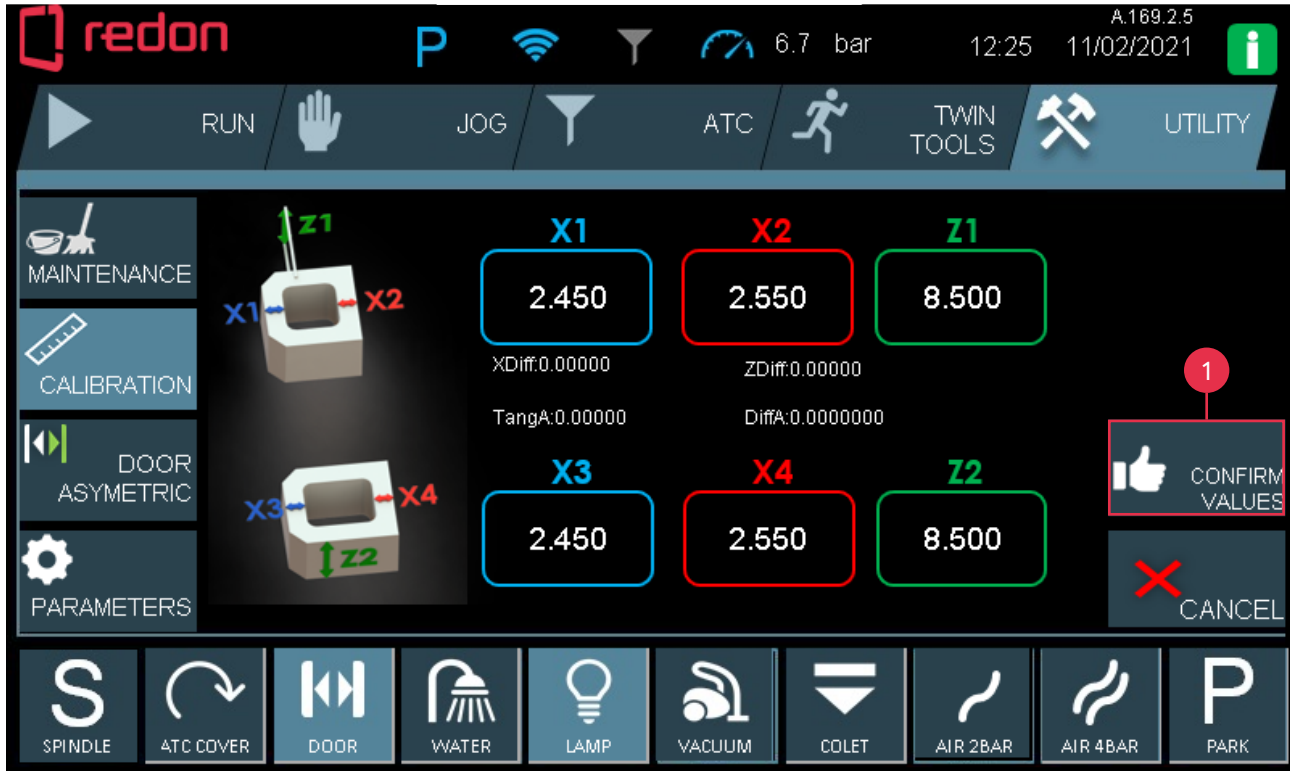 redon
P
6.7 bar
12:25
A.169.2.5
11/02/2021
i
RUN
JOG
ATC
TWIN
TOOLS
UTILITY
MAINTENANCE
CALIBRATION
DOOR
ASYMETRIC
PARAMETERS
Z1
X1
X2
X3
X4
Z2
X1
X2
Z1
2.450
2.550
8.500
XDiff:0.00000
ZDiff:0.00000
TangA:0.00000
DiffA:0.0000000
X3
X4
Z2
2.450
2.550
8.500
1
CONFIRM
VALUES
CANCEL
S
SPINDLE
ATC COVER
DOOR
WATER
LAMP
VACUUM
COLET
AIR 2BAR
AIR 4BAR
P
PARK